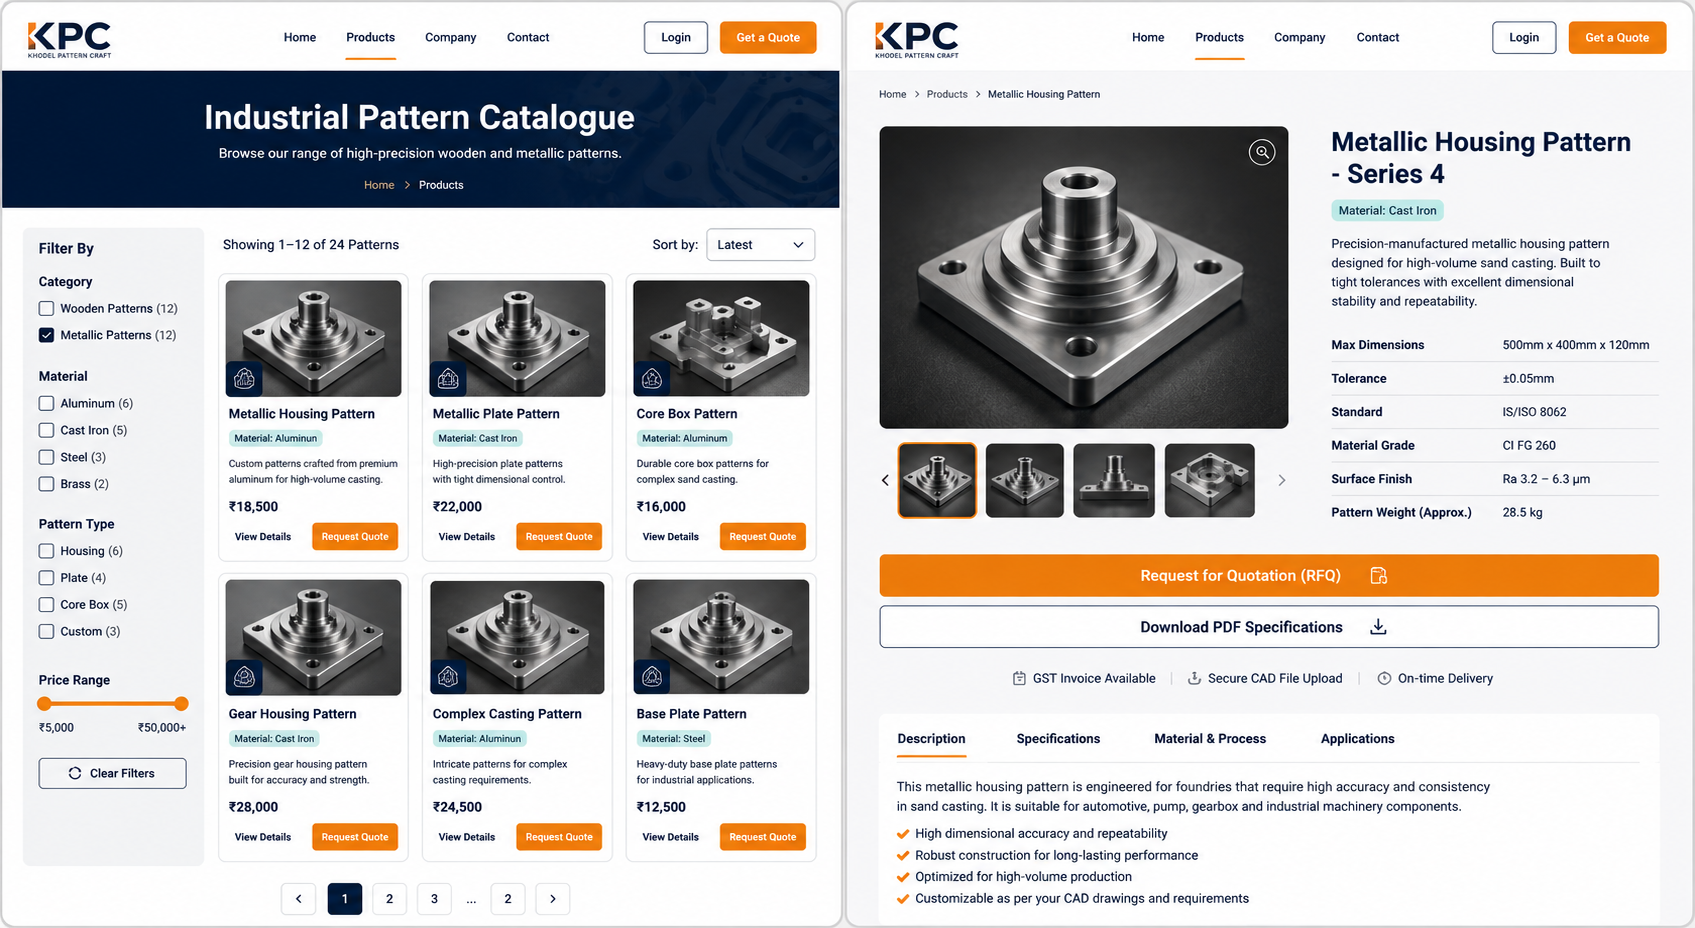 KPC
KHODEL PATTERN CRAFT
Home
Products
Company
Contact
Login
Get a Quote
Industrial Pattern Catalogue
Browse our range of high-precision wooden and metallic patterns.
Home > Products
Filter By
Category
Wooden Patterns (12)
Metallic Patterns (12)
Material
Aluminum (6)
Cast Iron (5)
Steel (3)
Brass (2)
Pattern Type
Housing (6)
Plate (4)
Core Box (5)
Custom (3)
Price Range
₹5,000
₹50,000+
Clear Filters
Showing 1–12 of 24 Patterns
Sort by:
Latest
Metallic Housing Pattern
Material: Aluminun
Custom patterns crafted from premium
aluminum for high-volume casting.
₹18,500
View Details
Request Quote
Metallic Plate Pattern
Material: Cast Iron
High-precision plate patterns
with tight dimensional control.
₹22,000
View Details
Request Quote
Core Box Pattern
Material: Aluminum
Durable core box patterns for
complex sand casting.
₹16,000
View Details
Request Quote
Gear Housing Pattern
Material: Cast Iron
Precision gear housing pattern
built for accuracy and strength.
₹28,000
View Details
Request Quote
Complex Casting Pattern
Material: Aluminun
Intricate patterns for complex
casting requirements.
₹24,500
View Details
Request Quote
Base Plate Pattern
Material: Steel
Heavy-duty base plate patterns
for industrial applications.
₹12,500
View Details
Request Quote
< 1 2 3 ... 2 >
KPC
KHODEL PATTERN CRAFT
Home
Products
Company
Contact
Login
Get a Quote
Home > Products > Metallic Housing Pattern
Metallic Housing Pattern
- Series 4
Material: Cast Iron
Precision-manufactured metallic housing pattern
designed for high-volume sand casting. Built to
tight tolerances with excellent dimensional
stability and repeatability.
Max Dimensions 500mm x 400mm x 120mm
Tolerance ±0.05mm
Standard IS/ISO 8062
Material Grade CI FG 260
Surface Finish Ra 3.2 – 6.3 µm
Pattern Weight (Approx.) 28.5 kg
Request for Quotation (RFQ)
Download PDF Specifications
GST Invoice Available | Secure CAD File Upload | On-time Delivery
Description
Specifications
Material & Process
Applications
This metallic housing pattern is engineered for foundries that require high accuracy and consistency
in sand casting. It is suitable for automotive, pump, gearbox and industrial machinery components.
High dimensional accuracy and repeatability
Robust construction for long-lasting performance
Optimized for high-volume production
Customizable as per your CAD drawings and requirements